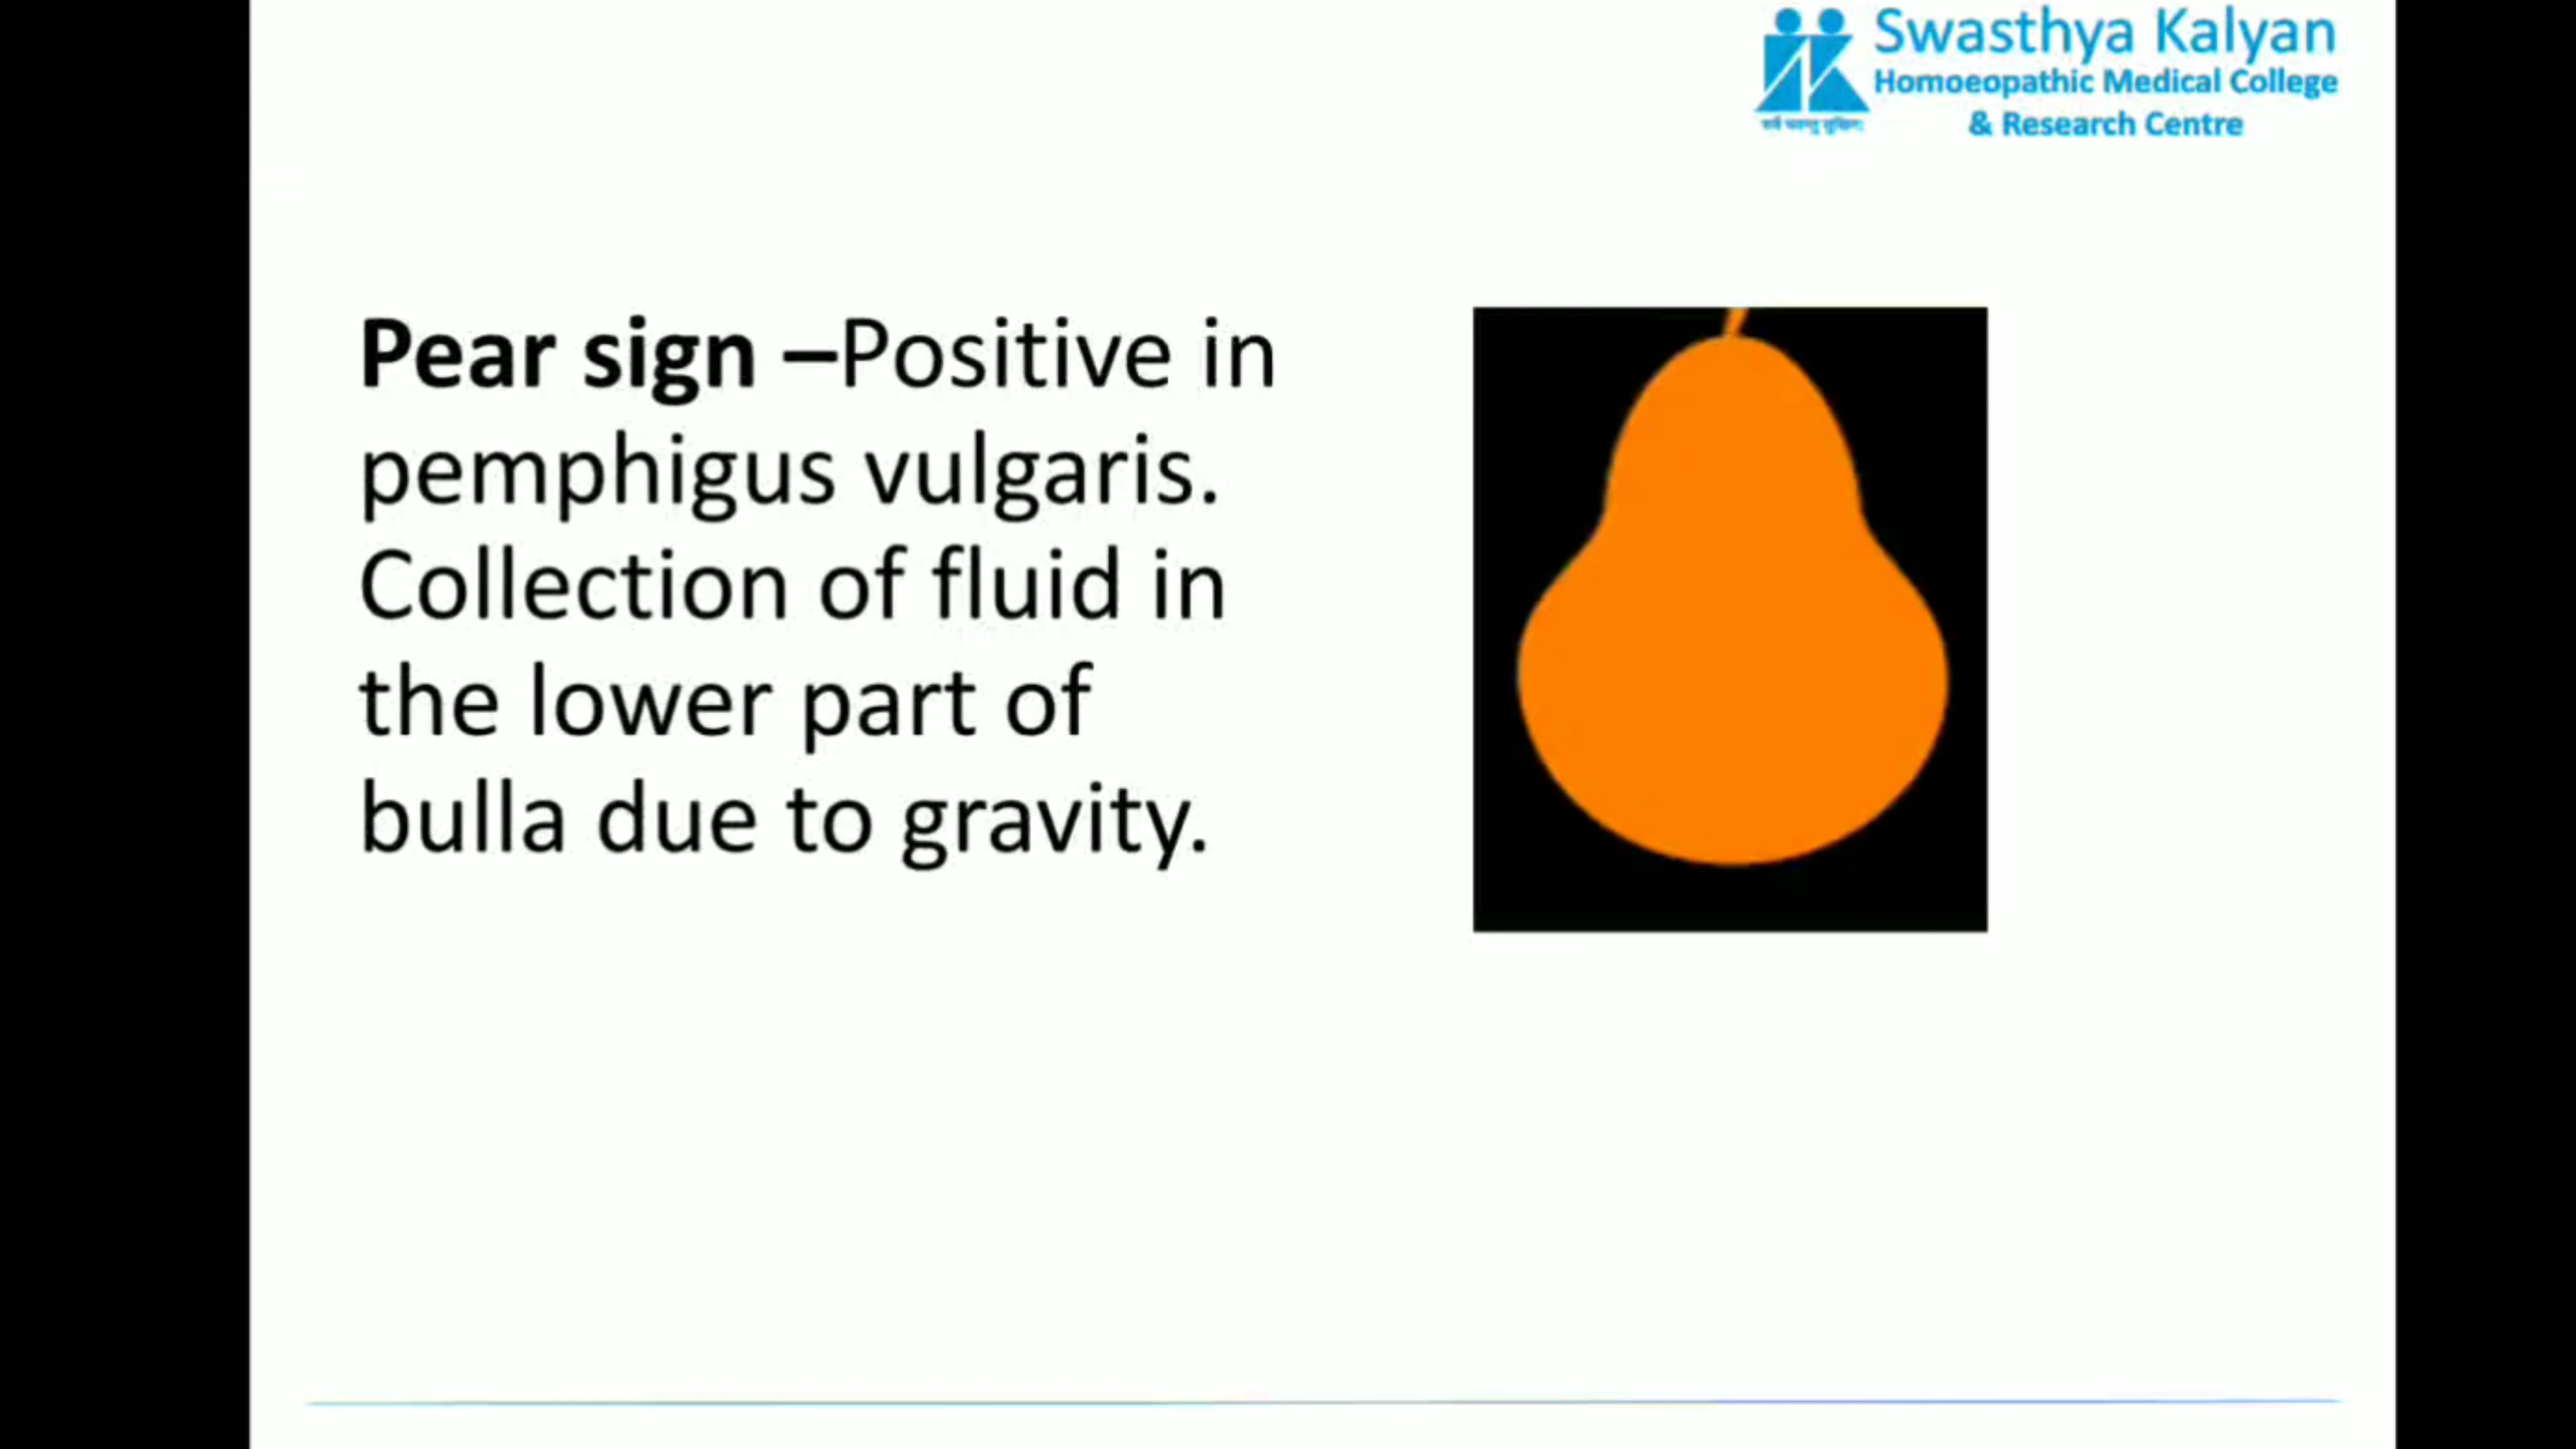 Swasthya Kalyan
Homoeopathic Medical College
& Research Centre
Pear sign –Positive in
pemphigus vulgaris.
Collection of fluid in
the lower part of
bulla due to gravity.